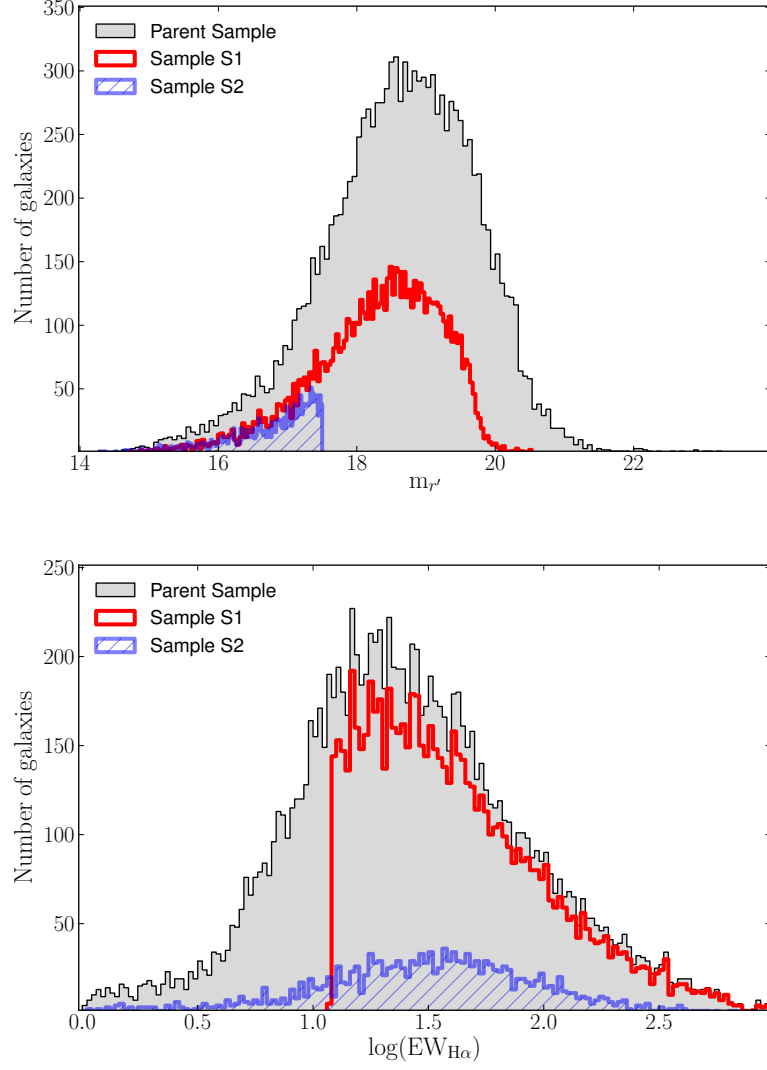 350
300
250
200
150
100
50
Number of galaxies
Parent Sample
Sample S1
Sample S2
14 16 18 20 22
m_{r′}
250
200
150
100
50
Number of galaxies
Parent Sample
Sample S1
Sample S2
0.0 0.5 1.0 1.5 2.0 2.5
log(EW_{Hα})